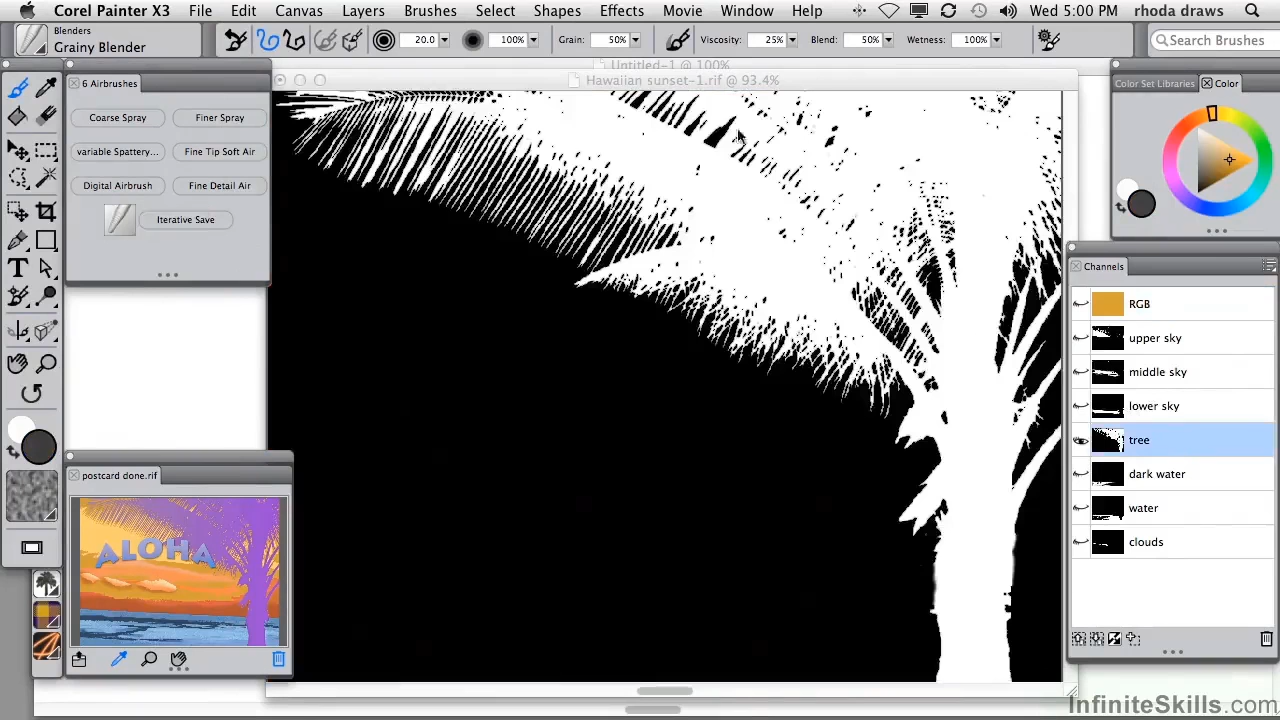 Corel Painter X3 File Edit Canvas Layers Brushes Select Shapes Effects Movie Window Help Wed 5:00 PM rhoda draws
Blenders
Grainy Blender
20.0 100% Grain: 50% Viscosity: 25% Blend: 50% Wetness: 100% Search Brushes
Untitled-1 @ 100%
Hawaiian sunset-1.rif @ 93.4%
6 Airbrushes
Coarse Spray Finer Spray
variable Spattery... Fine Tip Soft Air
Digital Airbrush Fine Detail Air
Iterative Save
Color Set Libraries Color
Channels
RGB
upper sky
middle sky
lower sky
tree
dark water
water
clouds
T
postcard done.rif
ALOHA
InfiniteSkills.com